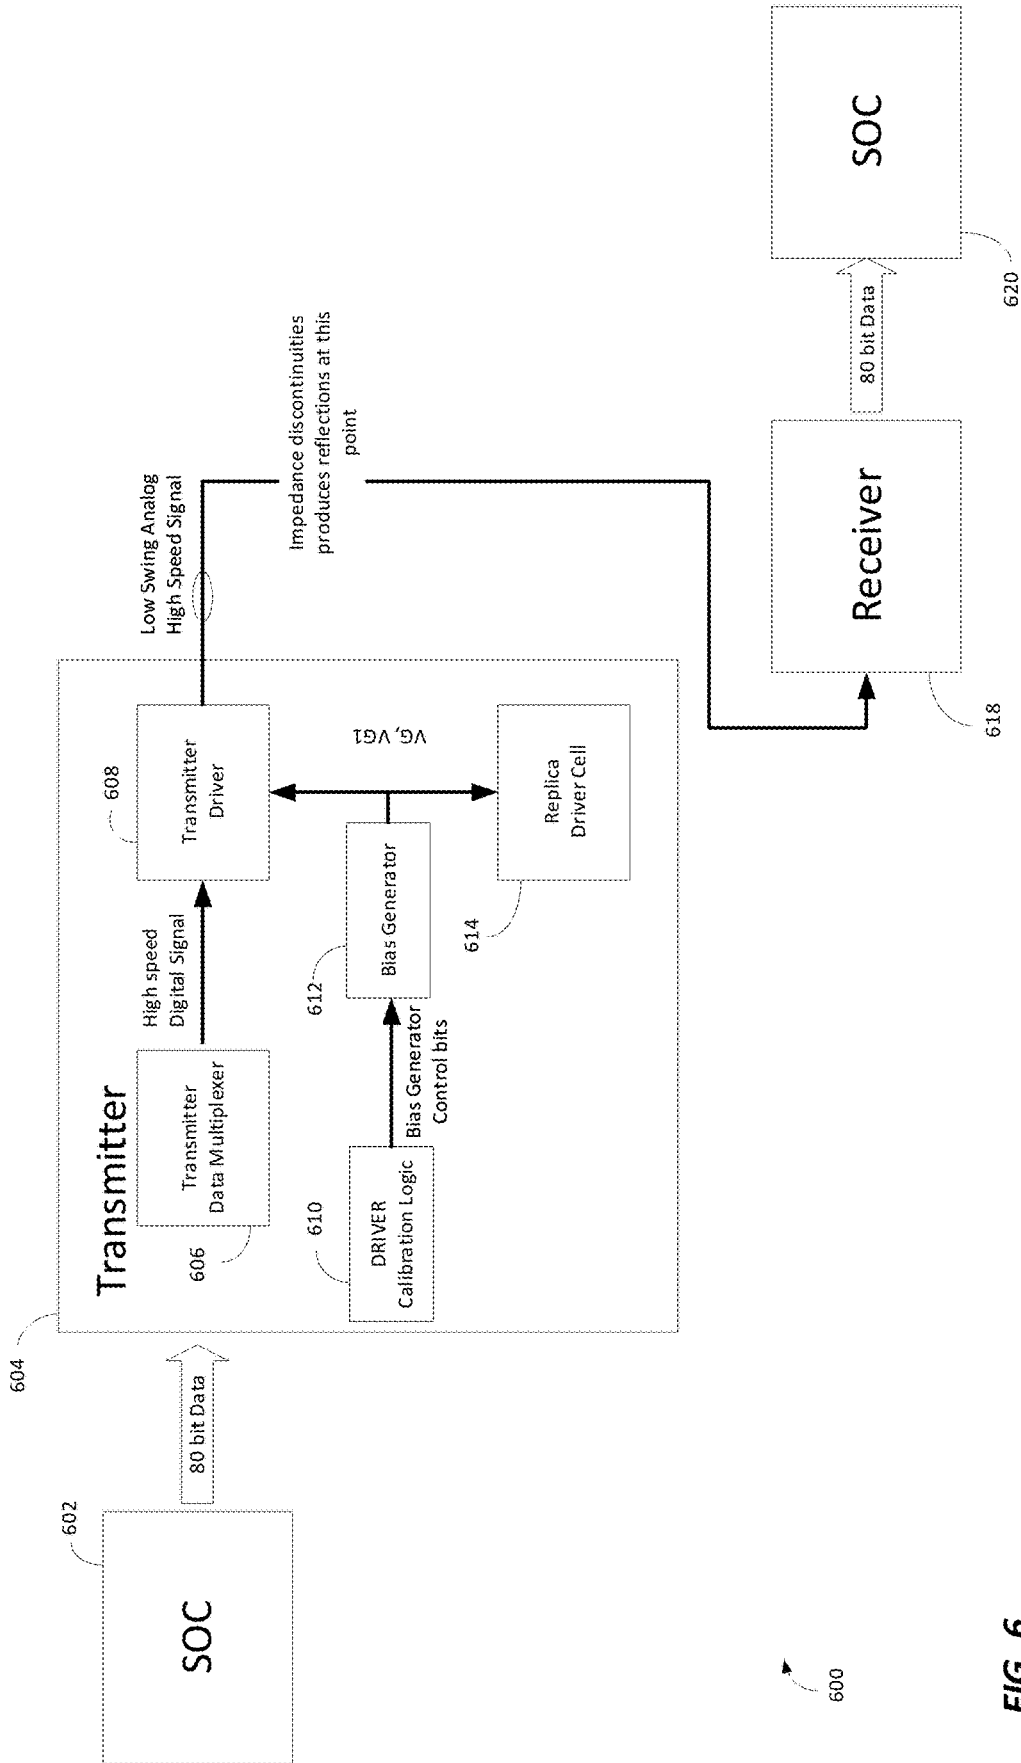 602
SOC
80 bit Data
604
Transmitter
606
Transmitter
Data Multiplexer
High speed
Digital Signal
608
Transmitter
Driver
Low Swing Analog
High Speed Signal
610
DRIVER
Calibration Logic
Bias Generator
Control bits
612
Bias Generator
VG, VG1
614
Replica
Driver Cell
Impedance discontinuities
produces reflections at this
point
618
Receiver
80 bit Data
SOC
620
600
FIG. 6